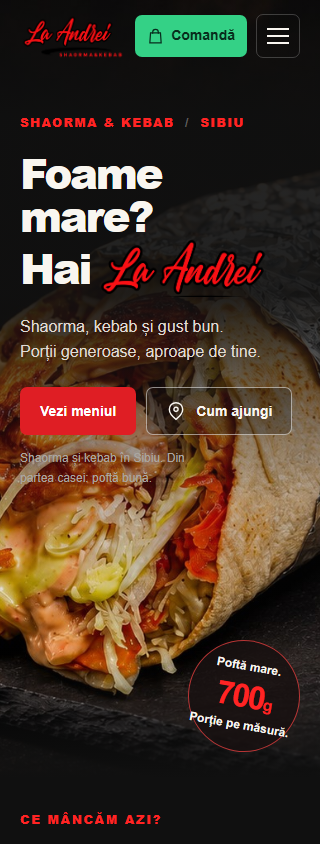 La Andrei
SHAORMA & KEBAB
Comandă
SHAORMA & KEBAB / SIBIU
Foame
mare?
Hai La Andrei
Shaorma, kebab și gust bun.
Porții generoase, aproape de tine.
Vezi meniul
Cum ajungi
Shaorma și kebab în Sibiu. Din
partea casei: poftă bună.
Poftă mare.
700g
Porție pe măsură.
CE MÂNCĂM AZI?